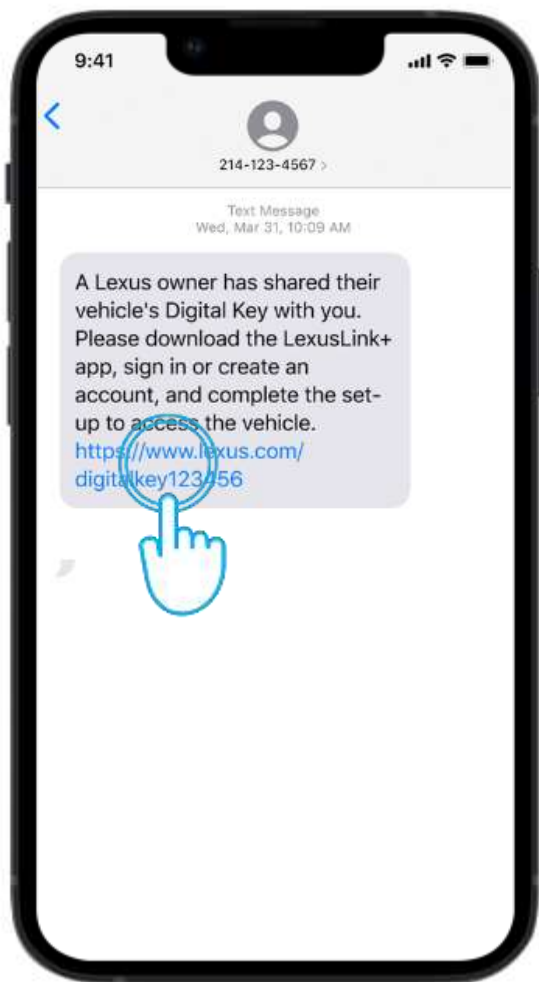 9:41
214-123-4567 >
Text Message
Wed, Mar 31, 10:09 AM
A Lexus owner has shared their
vehicle's Digital Key with you.
Please download the LexusLink+
app, sign in or create an
account, and complete the set-
up to access the vehicle.
https://www.lexus.com/
digitalkey123456